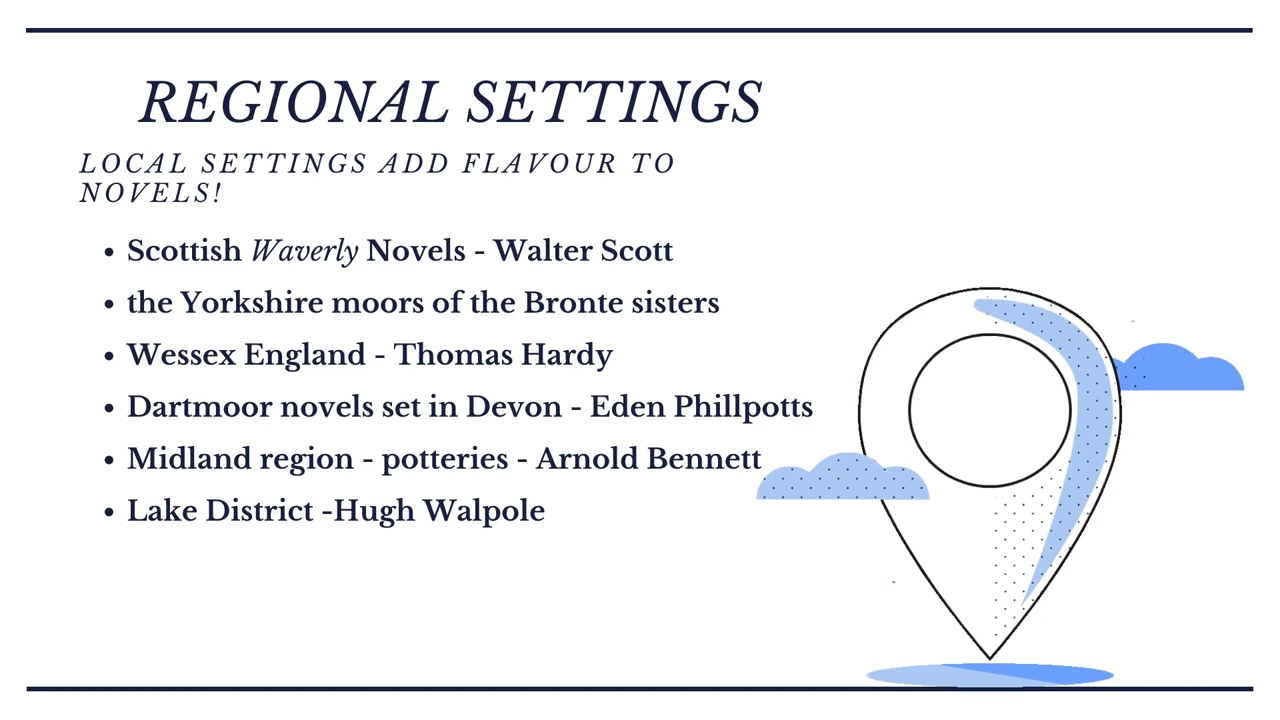 REGIONAL SETTINGS
LOCAL SETTINGS ADD FLAVOUR TO
NOVELS!
• Scottish Waverly Novels - Walter Scott
• the Yorkshire moors of the Bronte sisters
• Wessex England - Thomas Hardy
• Dartmoor novels set in Devon - Eden Phillpotts
• Midland region - potteries - Arnold Bennett
• Lake District -Hugh Walpole